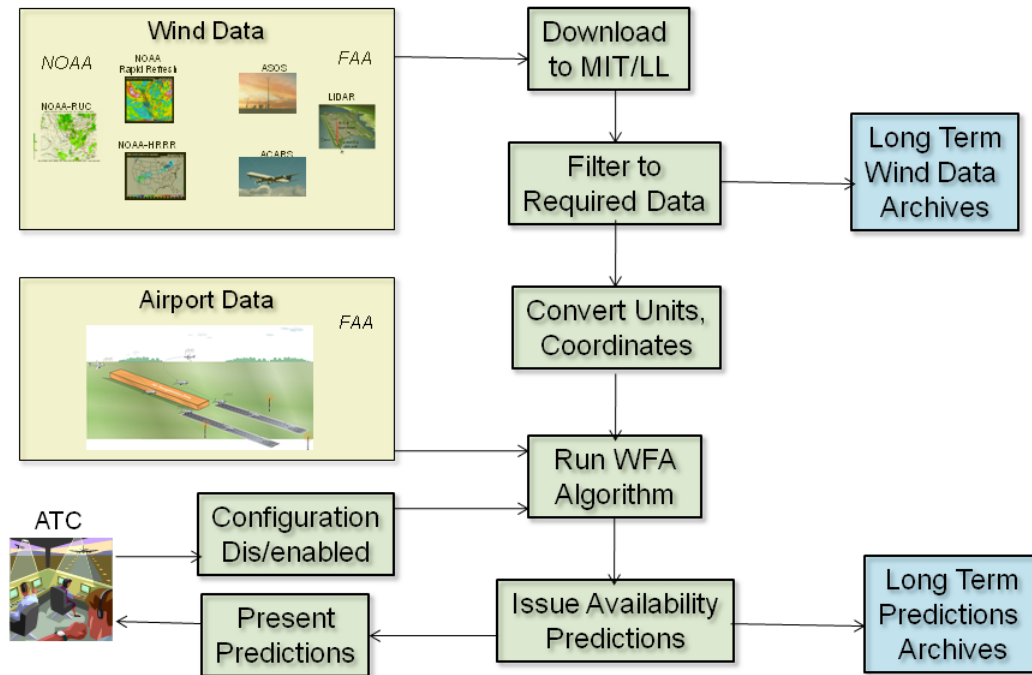 Wind Data
NOAA
FAA
NOAA
Rapid Refresh
ASOS
NOAA-RUC
LIDAR
NOAA-HRRR
ACARS
Download
to MIT/LL
Filter to
Required Data
Long Term
Wind Data
Archives
Airport Data
FAA
Convert Units,
Coordinates
Run WFA
Algorithm
ATC
Configuration
Dis/enabled
Present
Predictions
Issue Availability
Predictions
Long Term
Predictions
Archives